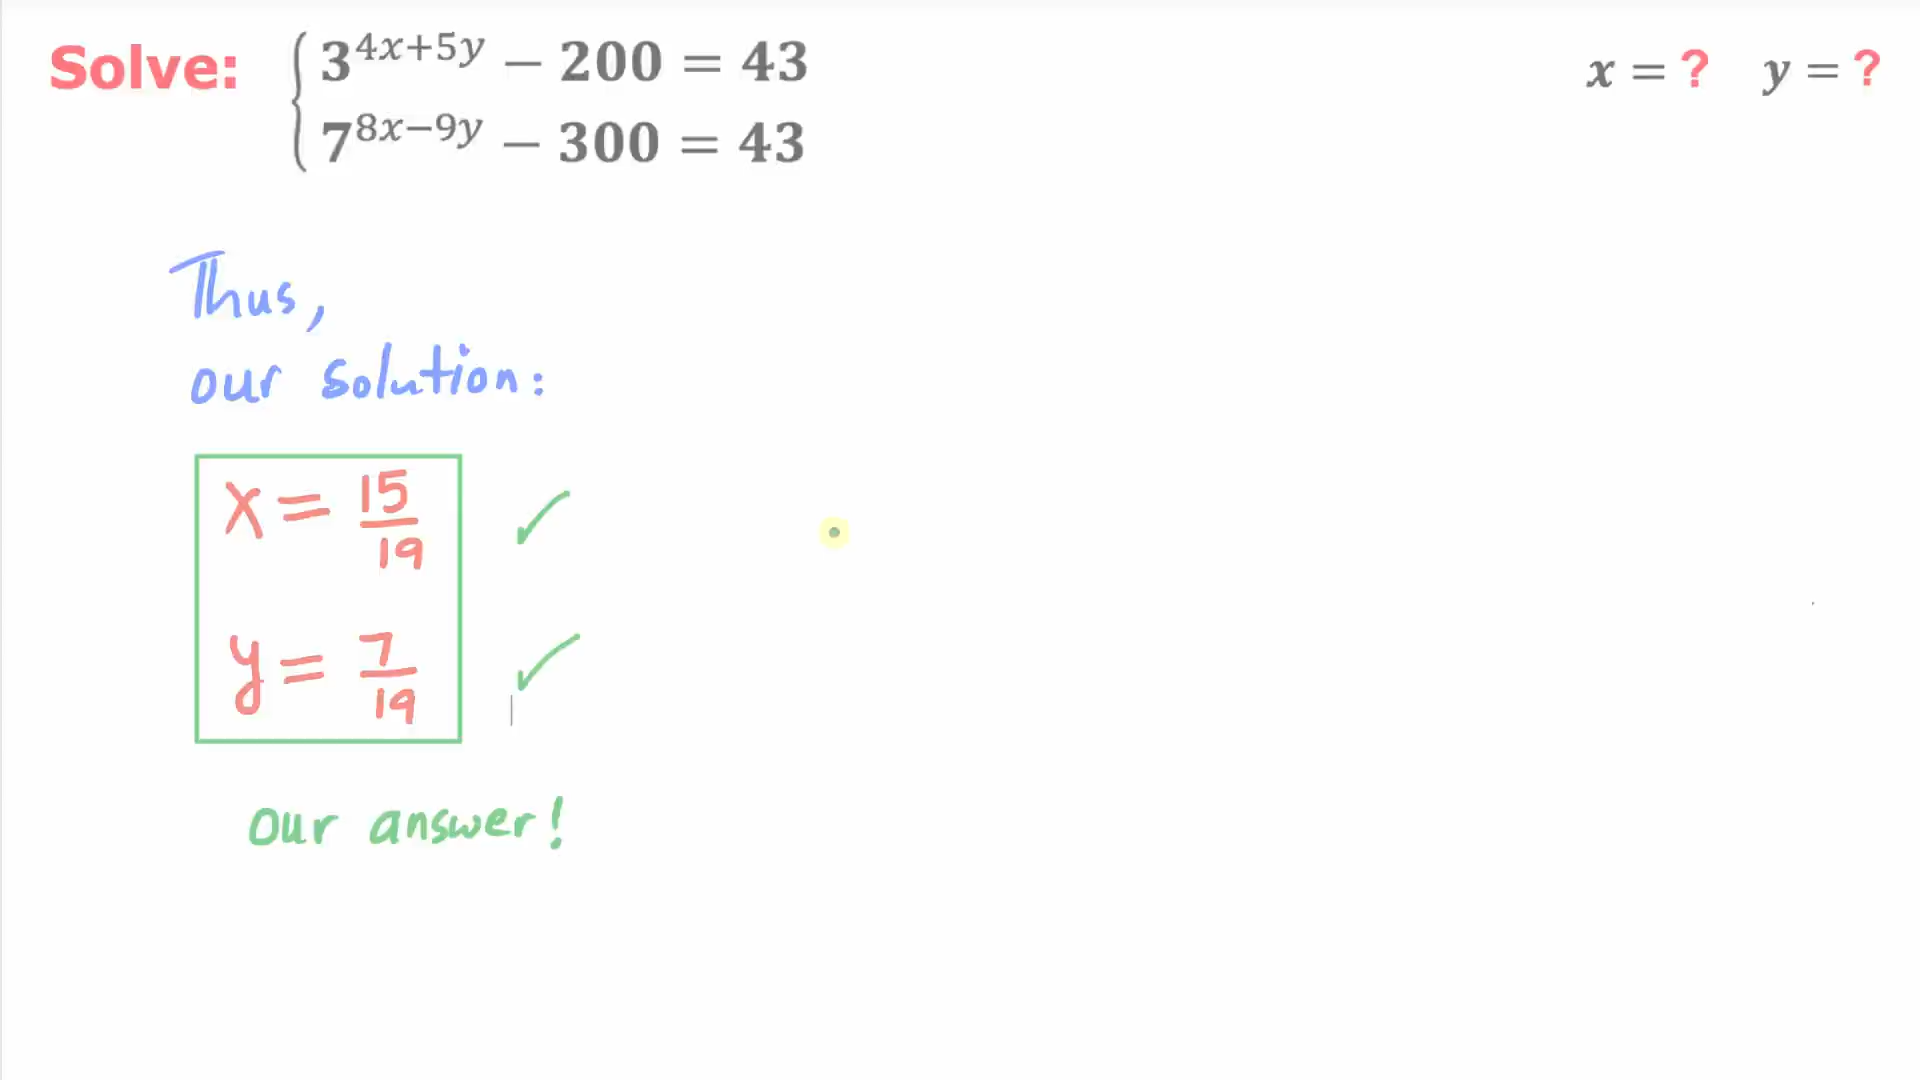 Solve: { 3^{4x+5y} − 200 = 43
7^{8x−9y} − 300 = 43
x = ? y = ?
Thus,
our solution:
x = 15/19 ✓
y = 7/19 ✓
our answer!